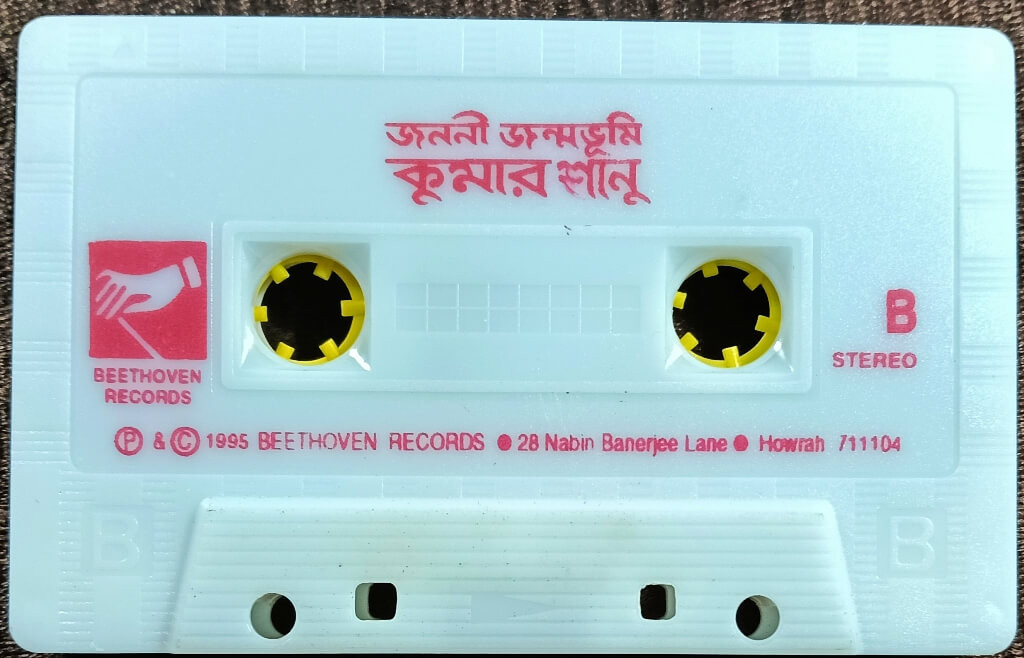 জননী জন্মভূমি
কুমার শানু
BEETHOVEN
RECORDS
B
STEREO
Ⓟ & Ⓒ 1995 BEETHOVEN RECORDS ● 28 Nabin Banerjee Lane ● Howrah 711104
B
B